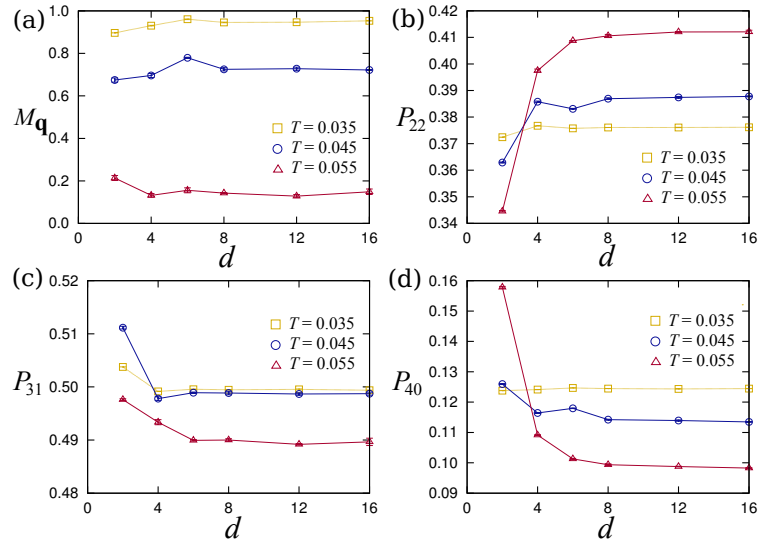 (a)
1.0
0.8
0.6
0.4
0.2
0.0
M_q
T = 0.035
T = 0.045
T = 0.055
0 4 8 12 16
d
(b)
0.42
0.41
0.40
0.39
0.38
0.37
0.36
0.35
0.34
P_22
T = 0.035
T = 0.045
T = 0.055
0 4 8 12 16
d
(c)
0.52
0.51
0.50
0.49
0.48
P_31
T = 0.035
T = 0.045
T = 0.055
0 4 8 12 16
d
(d)
0.16
0.15
0.14
0.13
0.12
0.11
0.10
0.09
P_40
T = 0.035
T = 0.045
T = 0.055
0 4 8 12 16
d